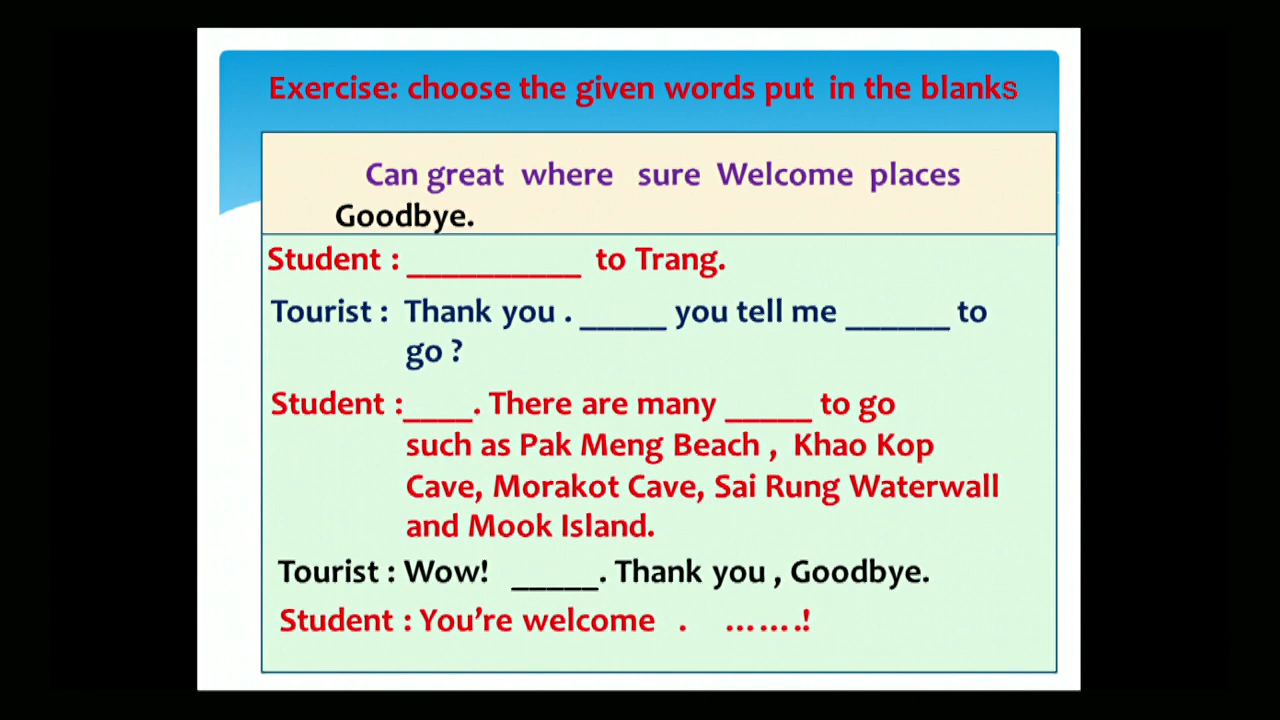 Exercise: choose the given words put in the blanks
Can great where sure Welcome places
Goodbye.
Student : __________ to Trang.
Tourist : Thank you . _____ you tell me ______ to
go ?
Student :____. There are many _____ to go
such as Pak Meng Beach , Khao Kop
Cave, Morakot Cave, Sai Rung Waterwall
and Mook Island.
Tourist : Wow! _____. Thank you , Goodbye.
Student : You’re welcome . …….!